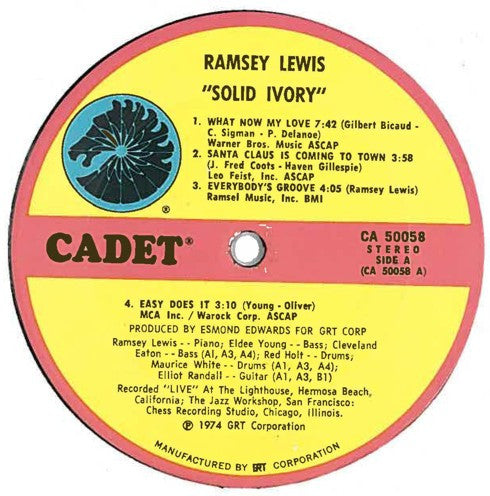 RAMSEY LEWIS
"SOLID IVORY"
1. WHAT NOW MY LOVE 7:42 (Gilbert Bicaud -
C. Sigman - P. Delanoe)
Warner Bros. Music ASCAP
2. SANTA CLAUS IS COMING TO TOWN 3:58
(J. Fred Coots - Haven Gillespie)
Leo Feist, Inc. ASCAP
3. EVERYBODY'S GROOVE 4:05 (Ramsey Lewis)
Ramsel Music, Inc. BMI
®
CADET®
CA 50058
STEREO
SIDE A
(CA 50058 A)
4. EASY DOES IT 3:10 (Young - Oliver)
MCA Inc. / Warock Corp. ASCAP
PRODUCED BY ESMOND EDWARDS FOR GRT CORP
Ramsey Lewis -- Piano; Eldee Young -- Bass; Cleveland
Eaton -- Bass (A1, A3, A4); Red Holt -- Drums;
Maurice White -- Drums (A1, A3, A4);
Elliot Randall -- Guitar (A1, A3, B1)
Recorded "LIVE" At The Lighthouse, Hermosa Beach,
California; The Jazz Workshop, San Francisco:
Chess Recording Studio, Chicago, Illinois.
℗ 1974 GRT Corporation
MANUFACTURED BY GRT CORPORATION